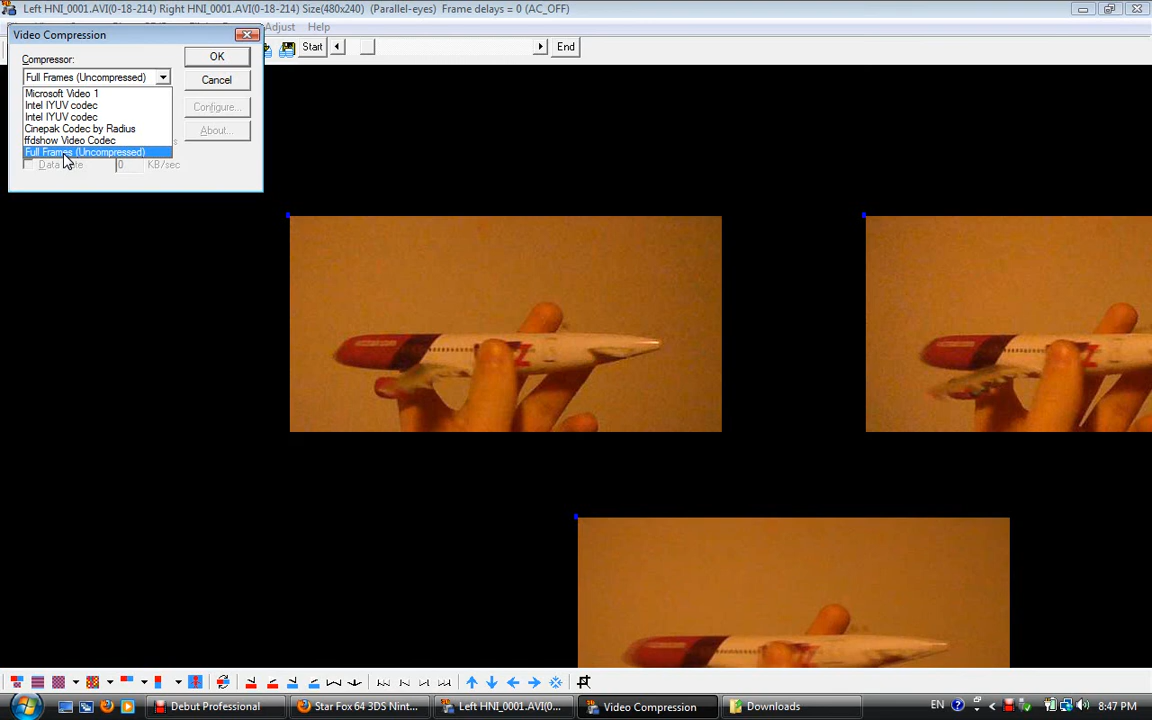 Left HNI_0001.AVI(0-18-214) Right HNI_0001.AVI(0-18-214) Size(480x240) (Parallel-eyes) Frame delays = 0 (AC_OFF)
Adjust Help
Video Compression
Start End
Compressor:
OK
Full Frames (Uncompressed)
Cancel
Microsoft Video 1
Intel IYUV codec
Configure...
Intel IYUV codec
Cinepak Codec by Radius
About...
ffdshow Video Codec
Full Frames (Uncompressed)
0 KB/sec
Debut Professional
Star Fox 64 3DS Nint...
Left HNI_0001.AVI(0...
Video Compression
Downloads
EN
8:47 PM